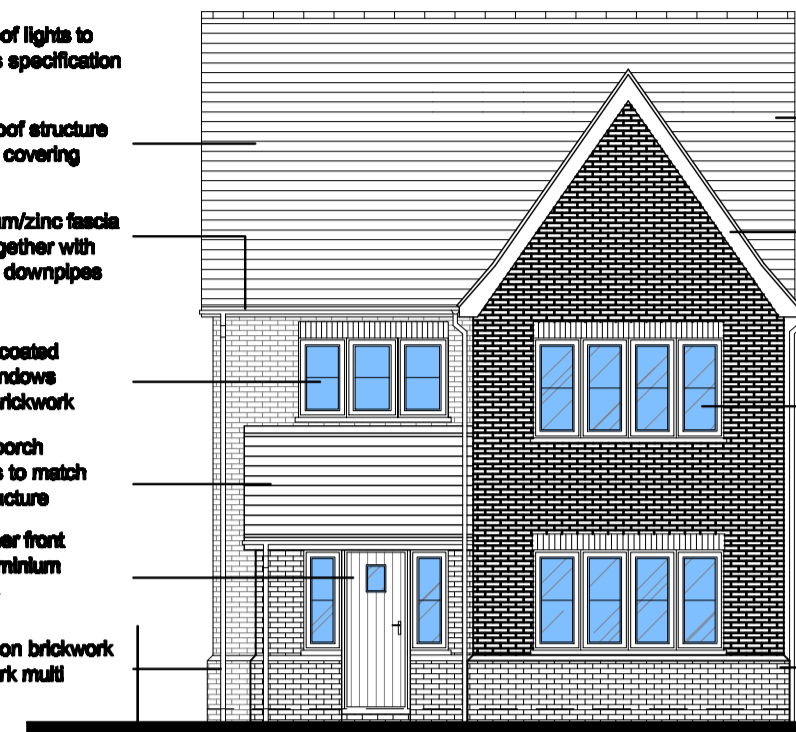 of lights to
specification
oof structure
covering
um/zinc fascia
gether with
downpipes
coated
ndows
rickwork
porch
s to match
ucture
er front
minium
on brickwork
rk multi